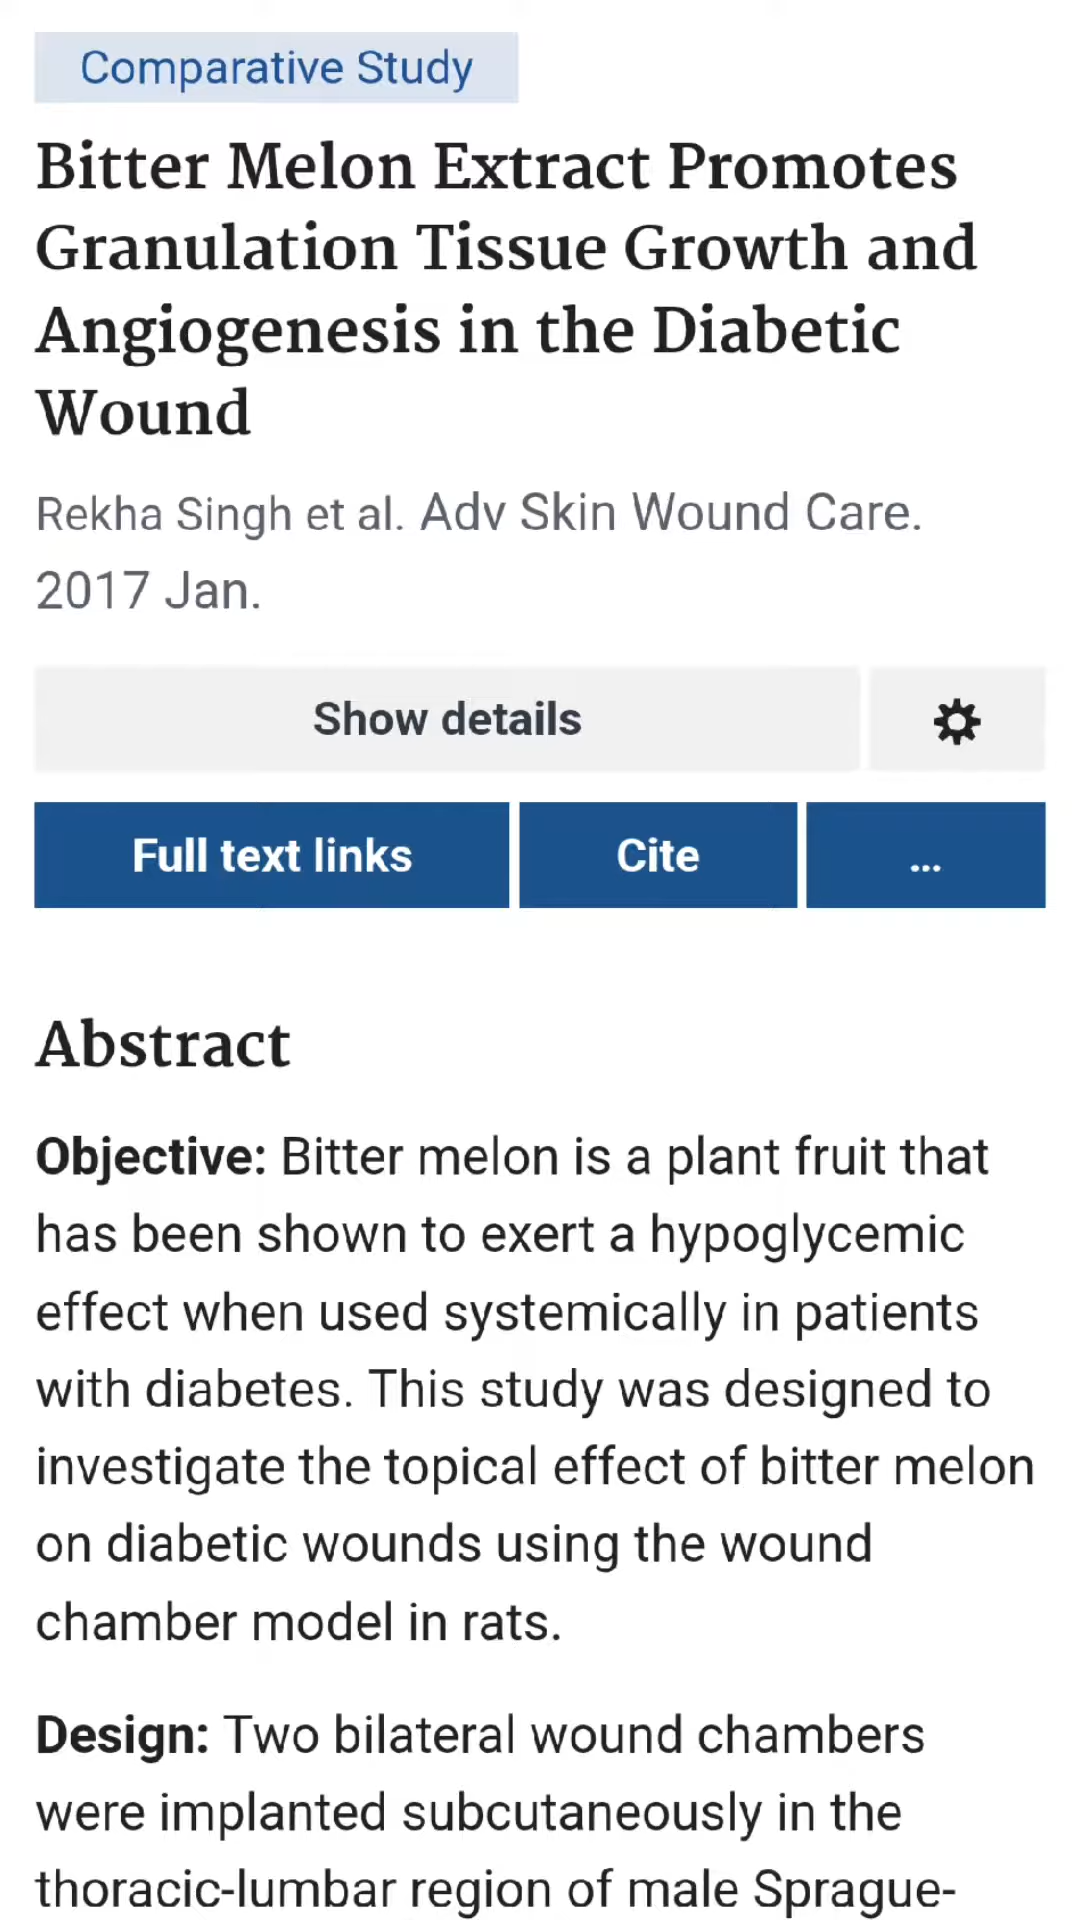 Comparative Study
Bitter Melon Extract Promotes
Granulation Tissue Growth and
Angiogenesis in the Diabetic
Wound
Rekha Singh et al. Adv Skin Wound Care.
2017 Jan.
Show details
Full text links Cite ...
Abstract
Objective: Bitter melon is a plant fruit that
has been shown to exert a hypoglycemic
effect when used systemically in patients
with diabetes. This study was designed to
investigate the topical effect of bitter melon
on diabetic wounds using the wound
chamber model in rats.
Design: Two bilateral wound chambers
were implanted subcutaneously in the
thoracic-lumbar region of male Sprague-